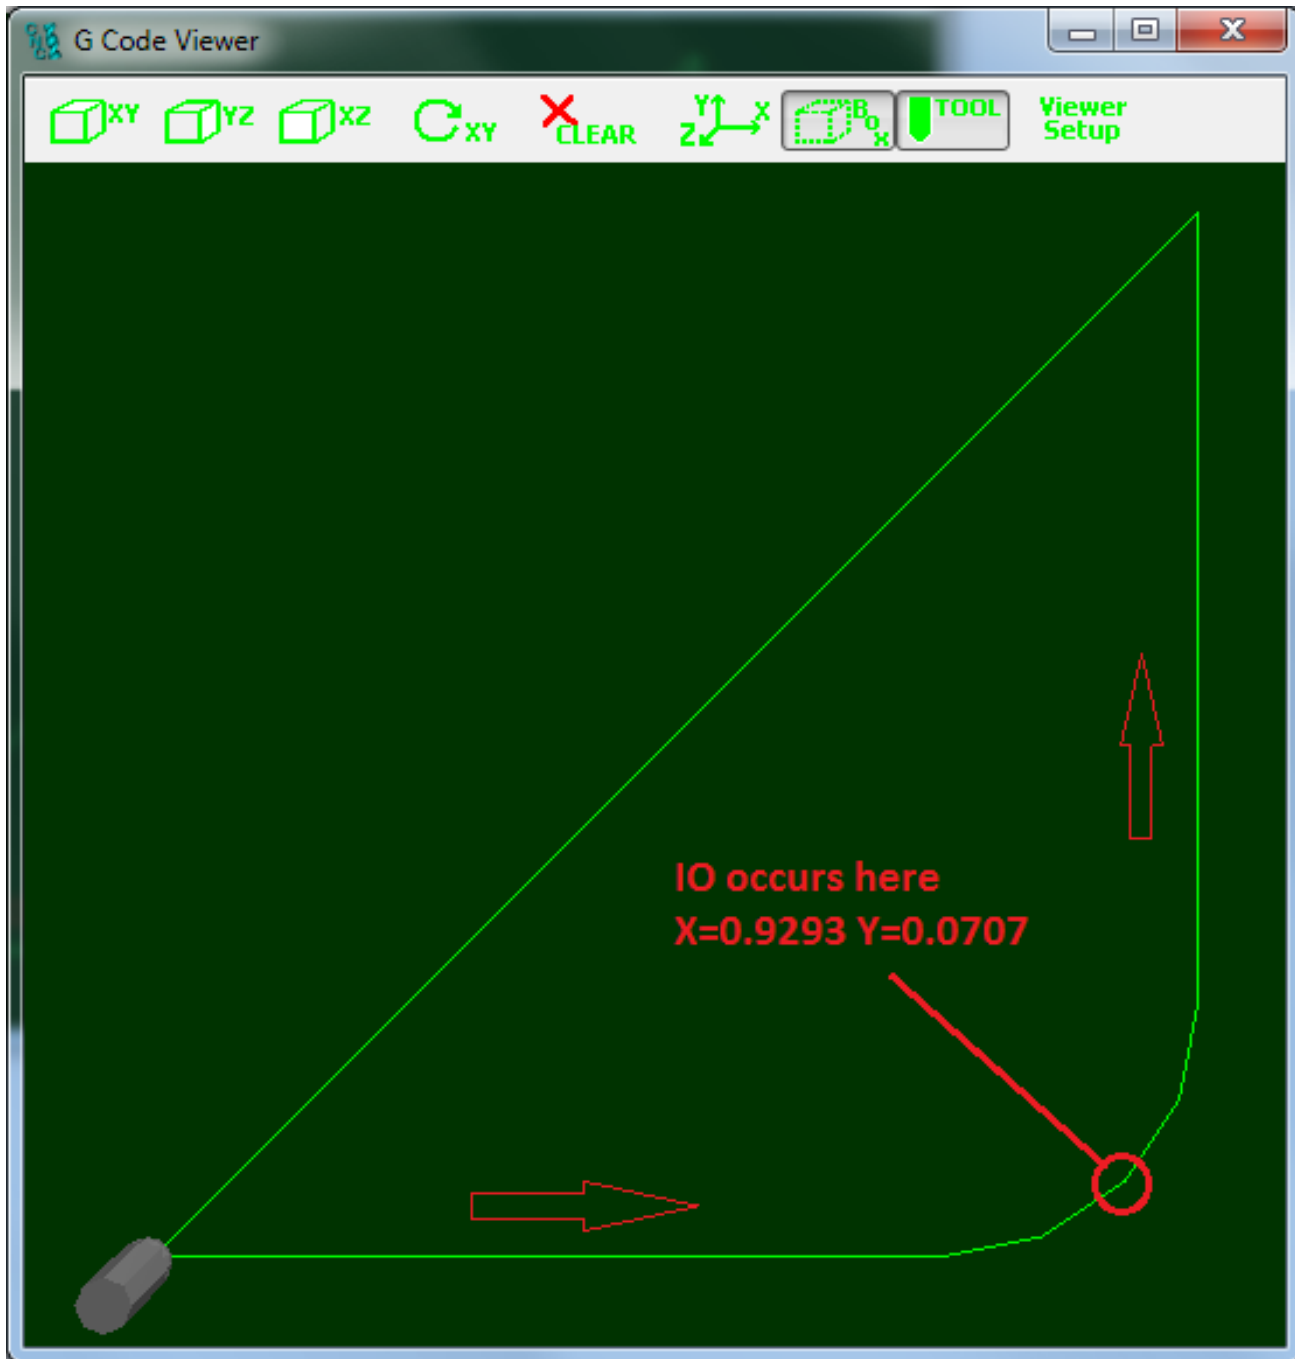 G Code Viewer
XY
YZ
XZ
XY
CLEAR
Y
X
Z
BOX
TOOL
Viewer
Setup
IO occurs here
X=0.9293 Y=0.0707